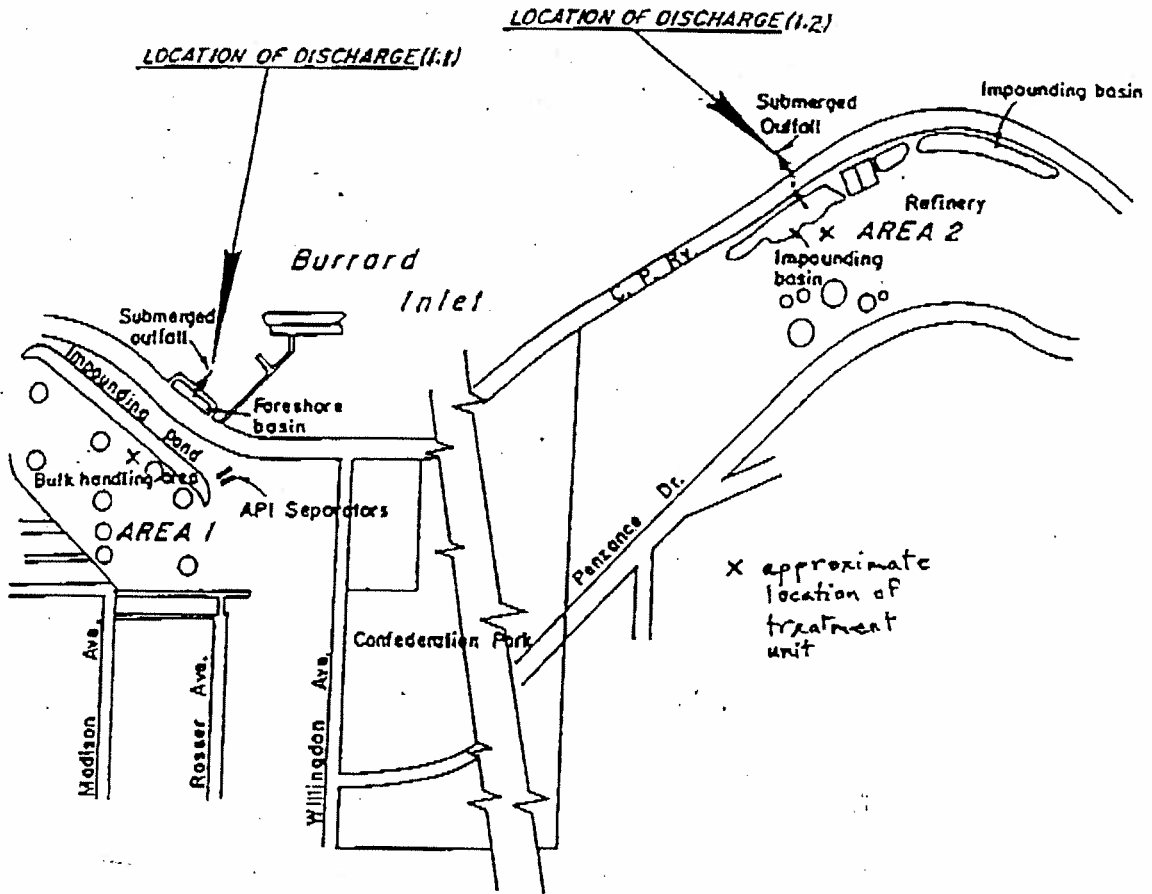 LOCATION OF DISCHARGE (1.2)
LOCATION OF DISCHARGE (1.1)
Submerged
Outfall
Impounding basin
Refinery
AREA 2
Impounding
basin
C. P. Ry.
Burrard
Inlet
Submerged
outfall
Impounding pond
Foreshore
basin
Bulk handling area
API Separators
AREA 1
Penzance Dr.
X approximate
location of
treatment
unit
Confederation Park
Madison Ave.
Rosser Ave.
Willingdon Ave.